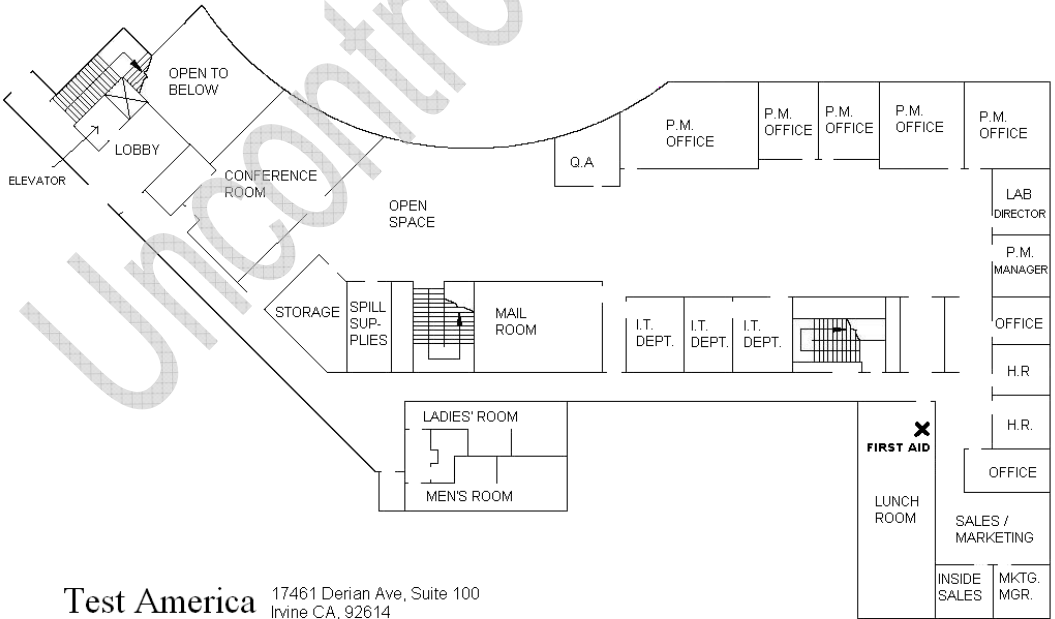 Uncontro
OPEN TO
BELOW
LOBBY
ELEVATOR
CONFERENCE
ROOM
OPEN
SPACE
Q.A
P.M.
OFFICE
P.M.
OFFICE
P.M.
OFFICE
P.M.
OFFICE
P.M.
OFFICE
LAB
DIRECTOR
P.M.
MANAGER
OFFICE
H.R
H.R.
OFFICE
STORAGE
SPILL
SUP-
PLIES
MAIL
ROOM
I.T.
DEPT.
I.T.
DEPT.
I.T.
DEPT.
LADIES' ROOM
MEN'S ROOM
FIRST AID
LUNCH
ROOM
SALES /
MARKETING
INSIDE
SALES
MKTG.
MGR.
Test America
17461 Derian Ave, Suite 100
Irvine CA, 92614